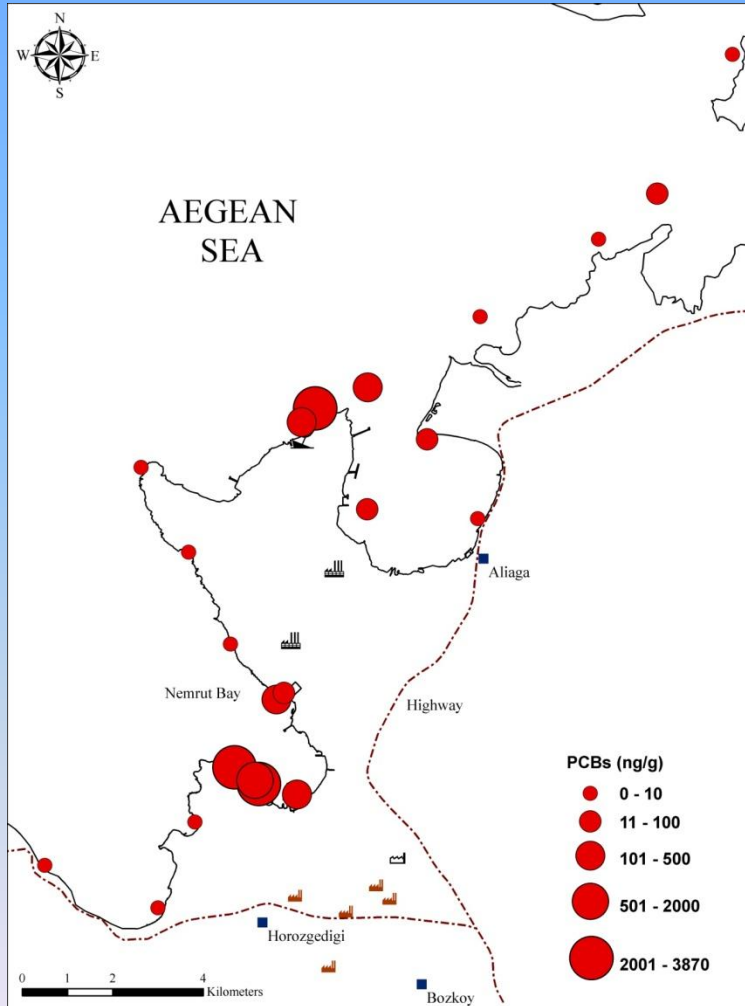 N
W E
S
AEGEAN
SEA
Aliaga
Nemrut Bay
Highway
PCBs (ng/g)
0 - 10
11 - 100
101 - 500
501 - 2000
2001 - 3870
Horozgedigi
Bozkoy
0 1 2 4
Kilometers